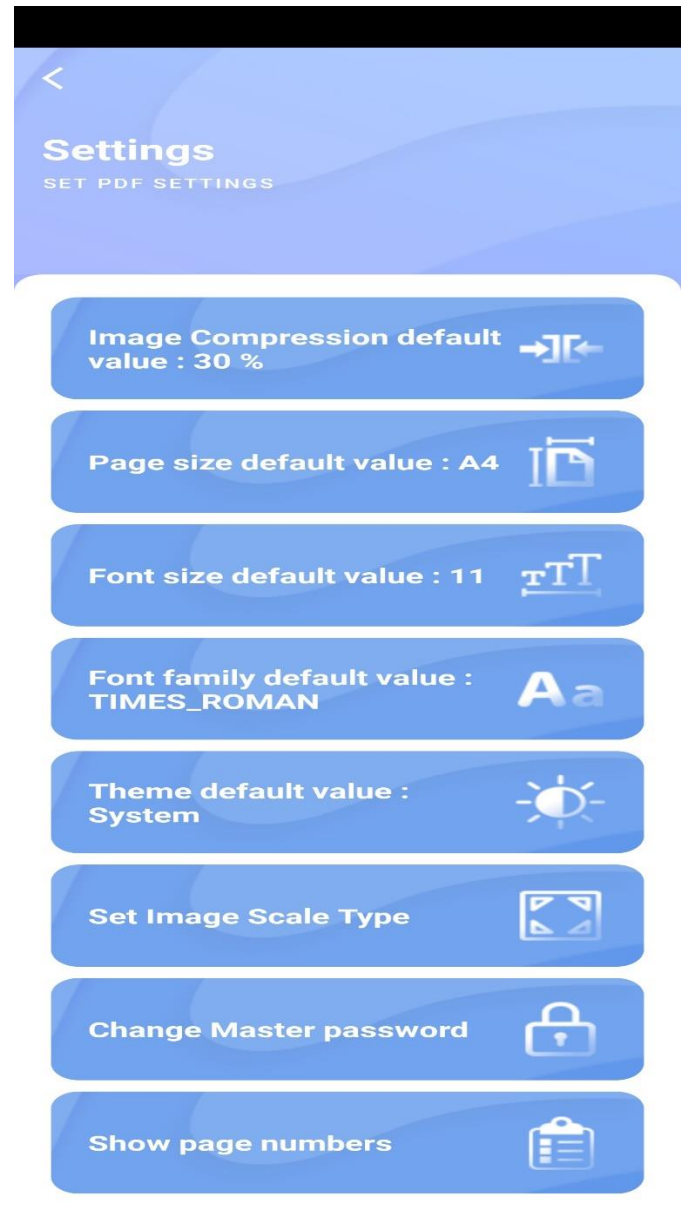 Settings
SET PDF SETTINGS
Image Compression default
value : 30 %
Page size default value : A4
Font size default value : 11
Font family default value :
TIMES_ROMAN
Theme default value :
System
Set Image Scale Type
Change Master password
Show page numbers